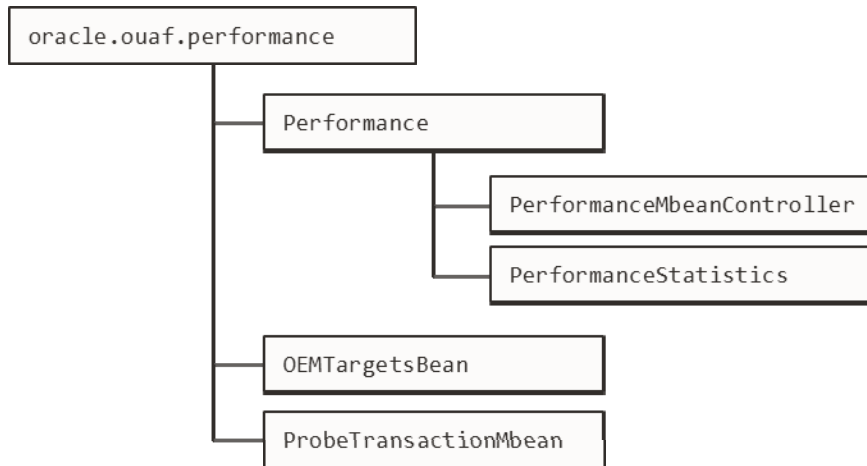 oracle.ouaf.performance
Performance
PerformanceMbeanController
PerformanceStatistics
OEMTargetsBean
ProbeTransactionMbean